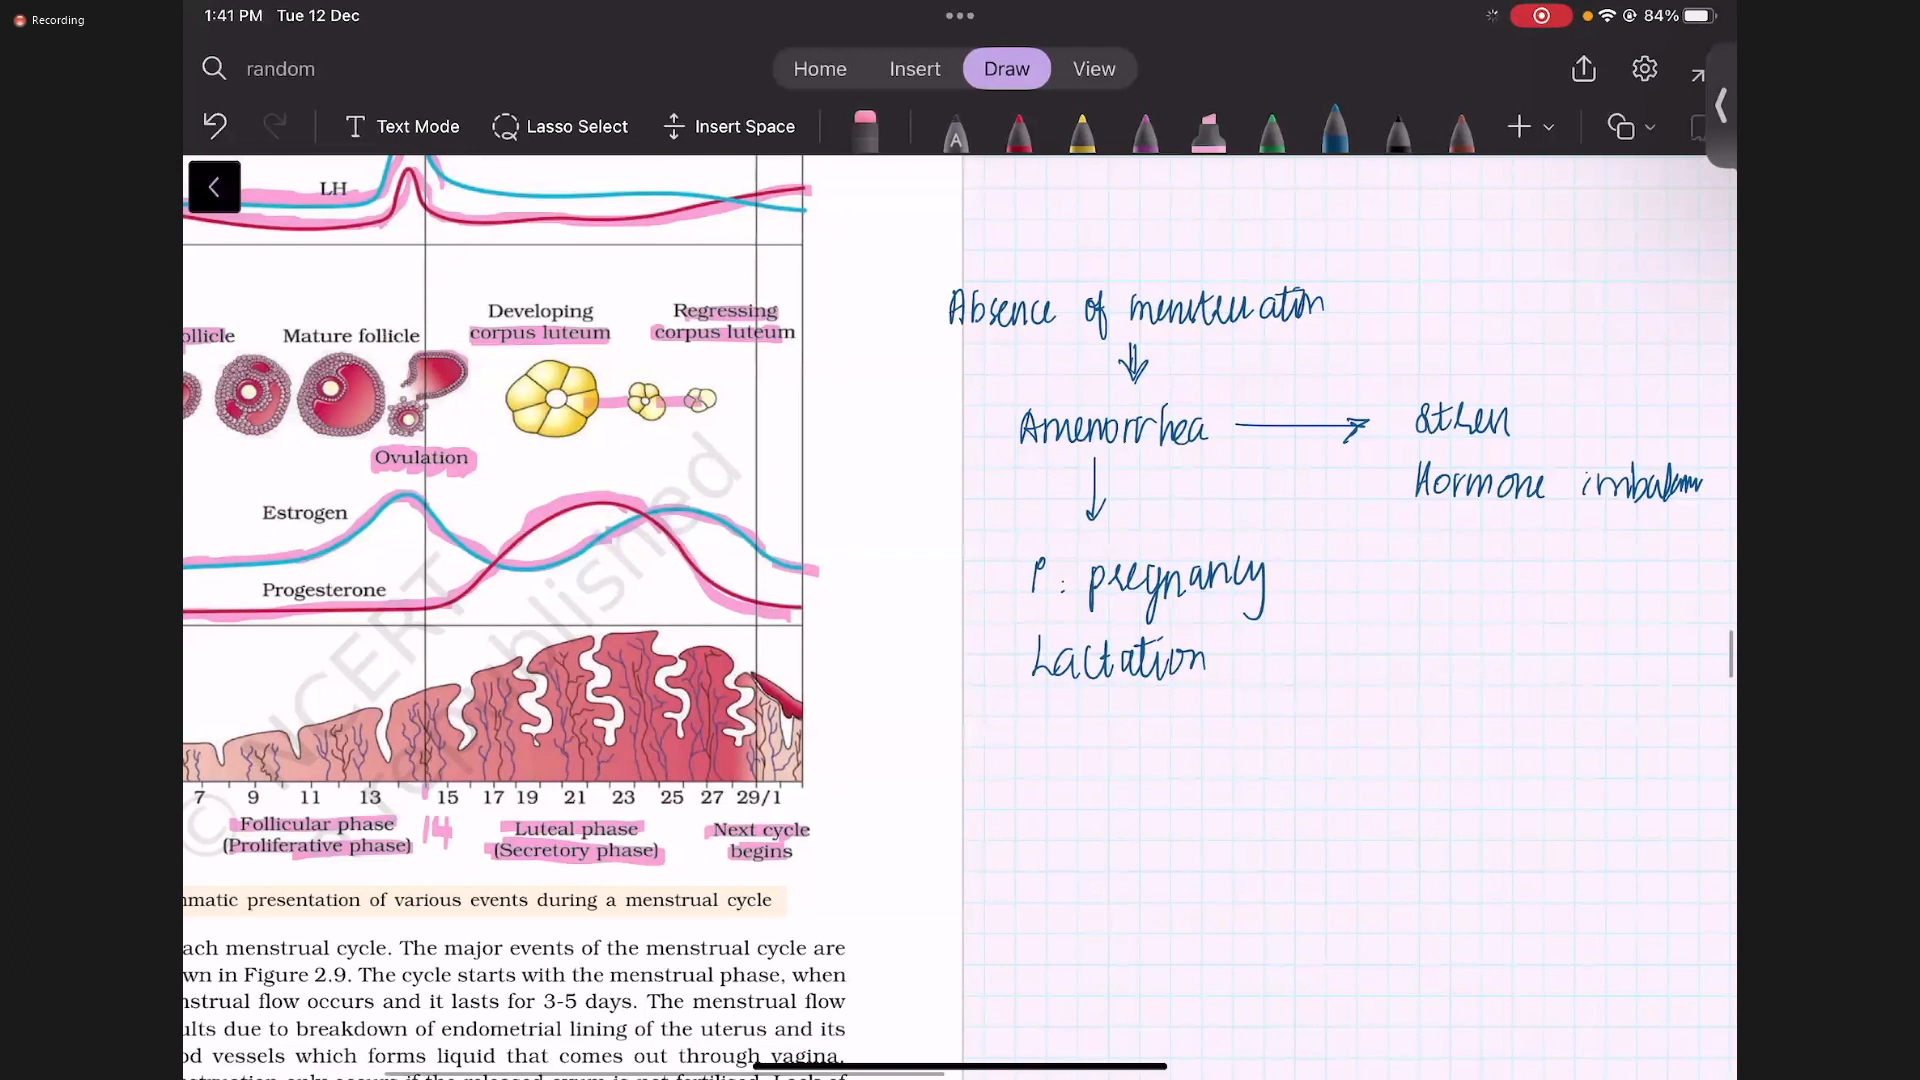 Recording
1:41 PM Tue 12 Dec
84%
random
Home Insert Draw View
Text Mode Lasso Select Insert Space
A
LH
Developing
corpus luteum
Regressing
corpus luteum
ollicle Mature follicle
Ovulation
Estrogen
Progesterone
© NCERT
republished
7 9 11 13 15 17 19 21 23 25 27 29/1
14
Follicular phase
(Proliferative phase)
Luteal phase
(Secretory phase)
Next cycle
begins
mmatic presentation of various events during a menstrual cycle
ach menstrual cycle. The major events of the menstrual cycle are
wn in Figure 2.9. The cycle starts with the menstrual phase, when
nstrual flow occurs and it lasts for 3-5 days. The menstrual flow
ults due to breakdown of endometrial lining of the uterus and its
od vessels which forms liquid that comes out through vagina.
Absence of
Amenorrhea
Hormone
P: pregnancy
Lactation